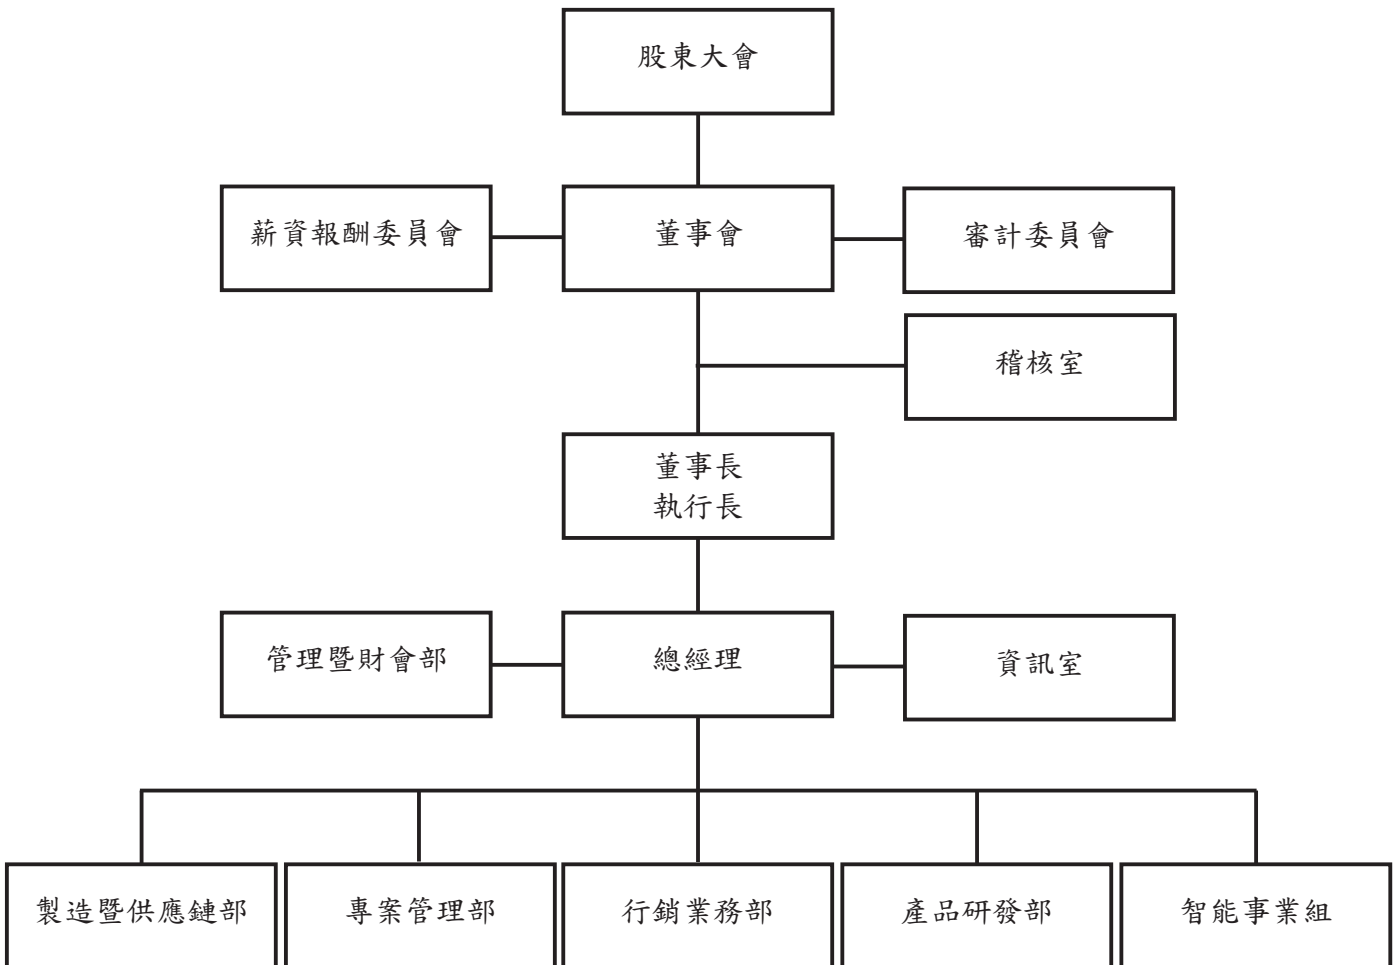 股東大會
薪資報酬委員會
董事會
審計委員會
稽核室
董事長
執行長
管理暨財會部
總經理
資訊室
製造暨供應鏈部
專案管理部
行銷業務部
產品研發部
智能事業組